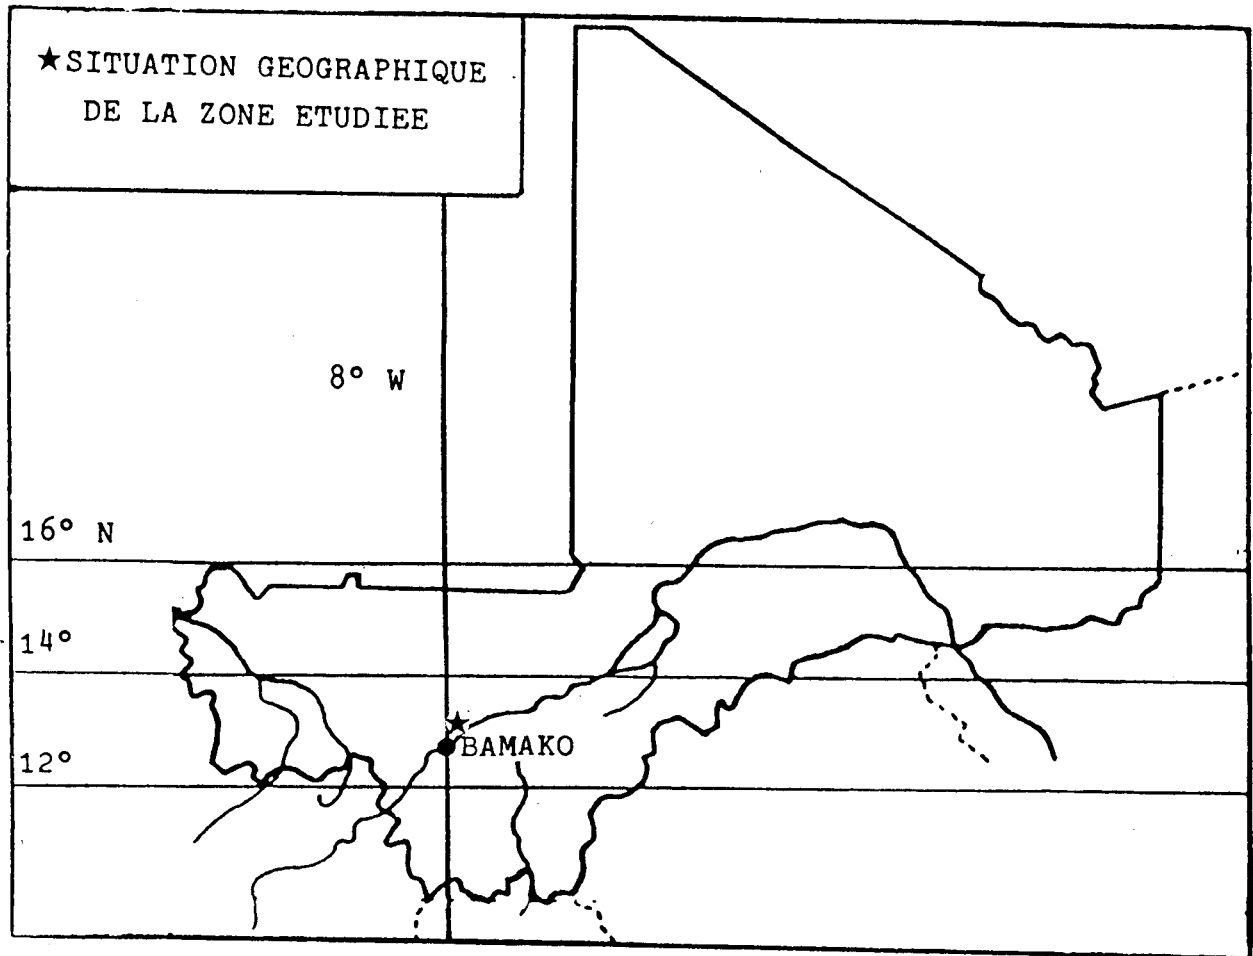 ★SITUATION GEOGRAPHIQUE
DE LA ZONE ETUDIEE
8° W
16° N
14°
BAMAKO
12°